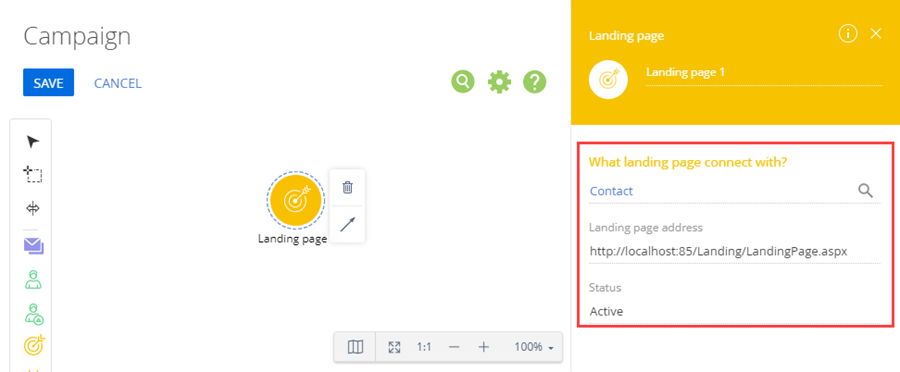 Campaign
SAVE
CANCEL
Landing page
1:1
100%
Landing page
Landing page 1
What landing page connect with?
Contact
Landing page address
http://localhost:85/Landing/LandingPage.aspx
Status
Active